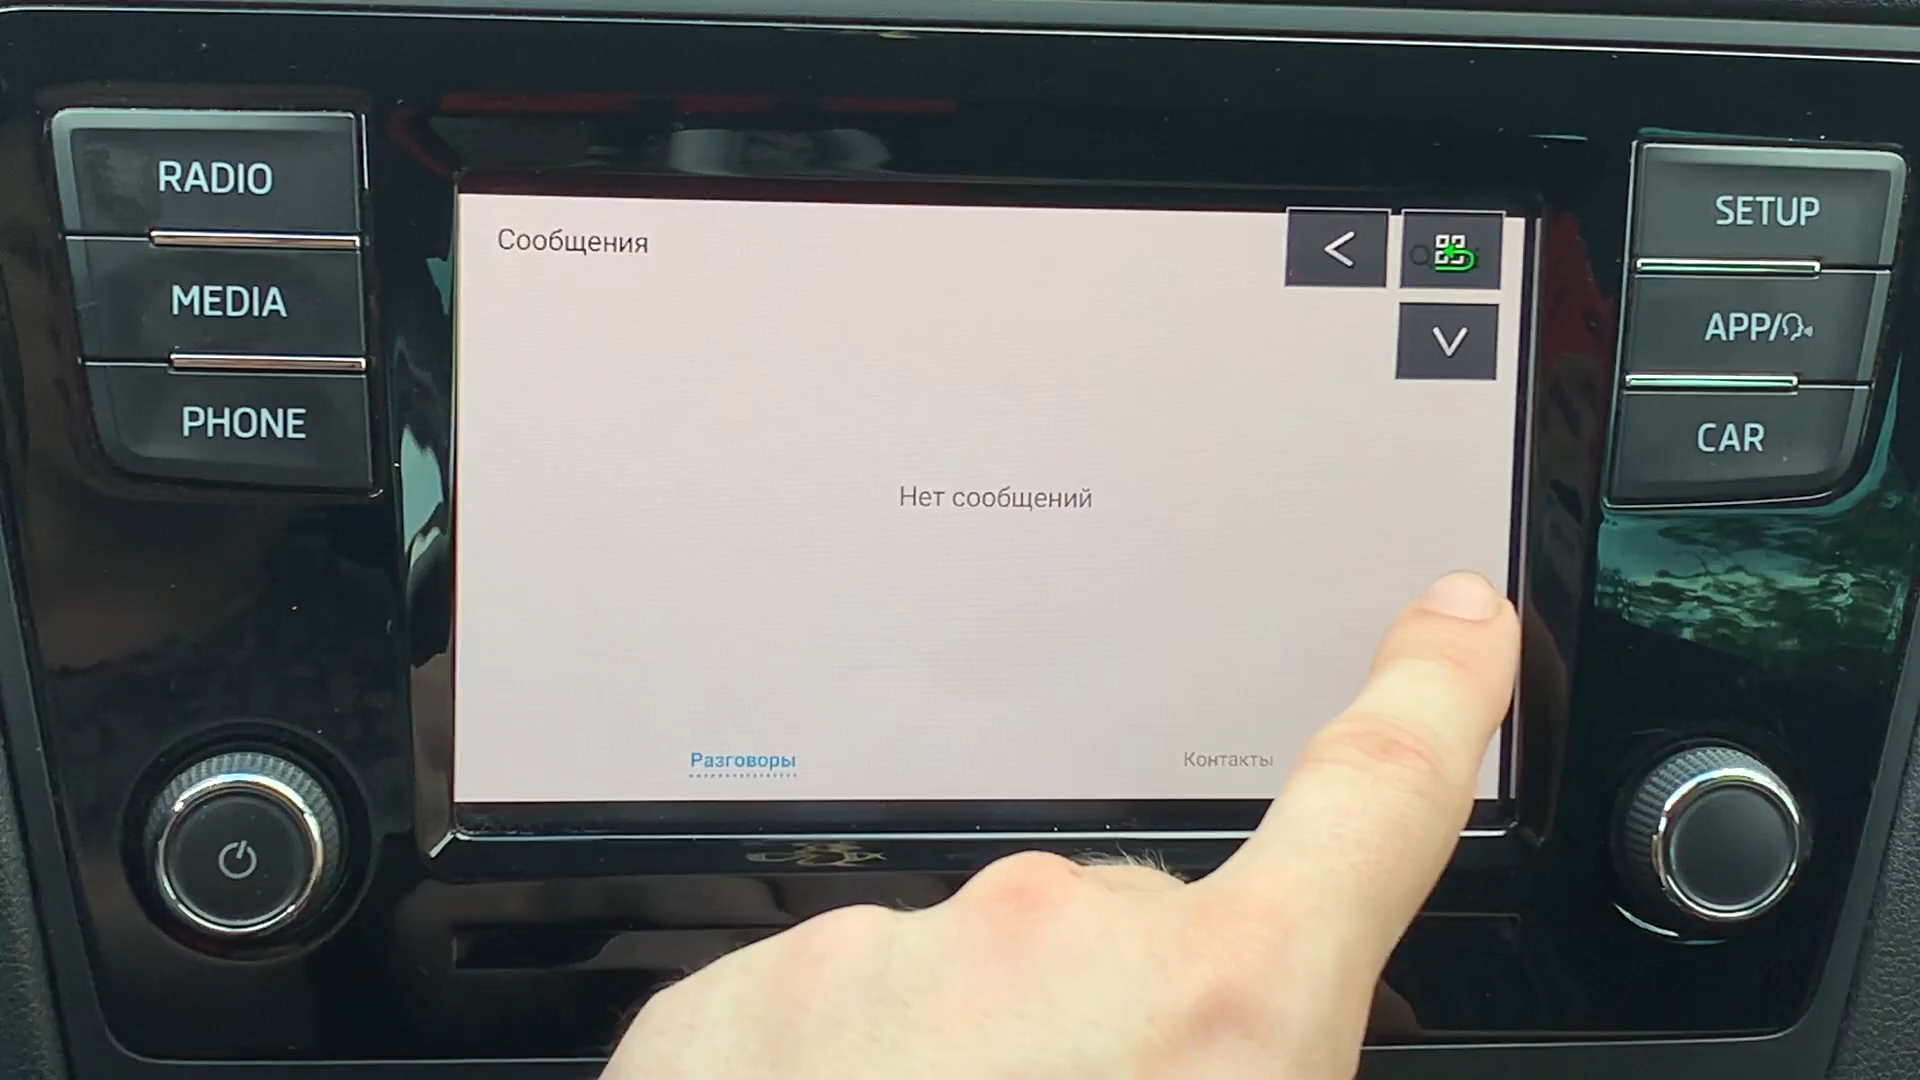 RADIO
MEDIA
PHONE
Сообщения
Нет сообщений
Разговоры
Контакты
SETUP
APP/
CAR